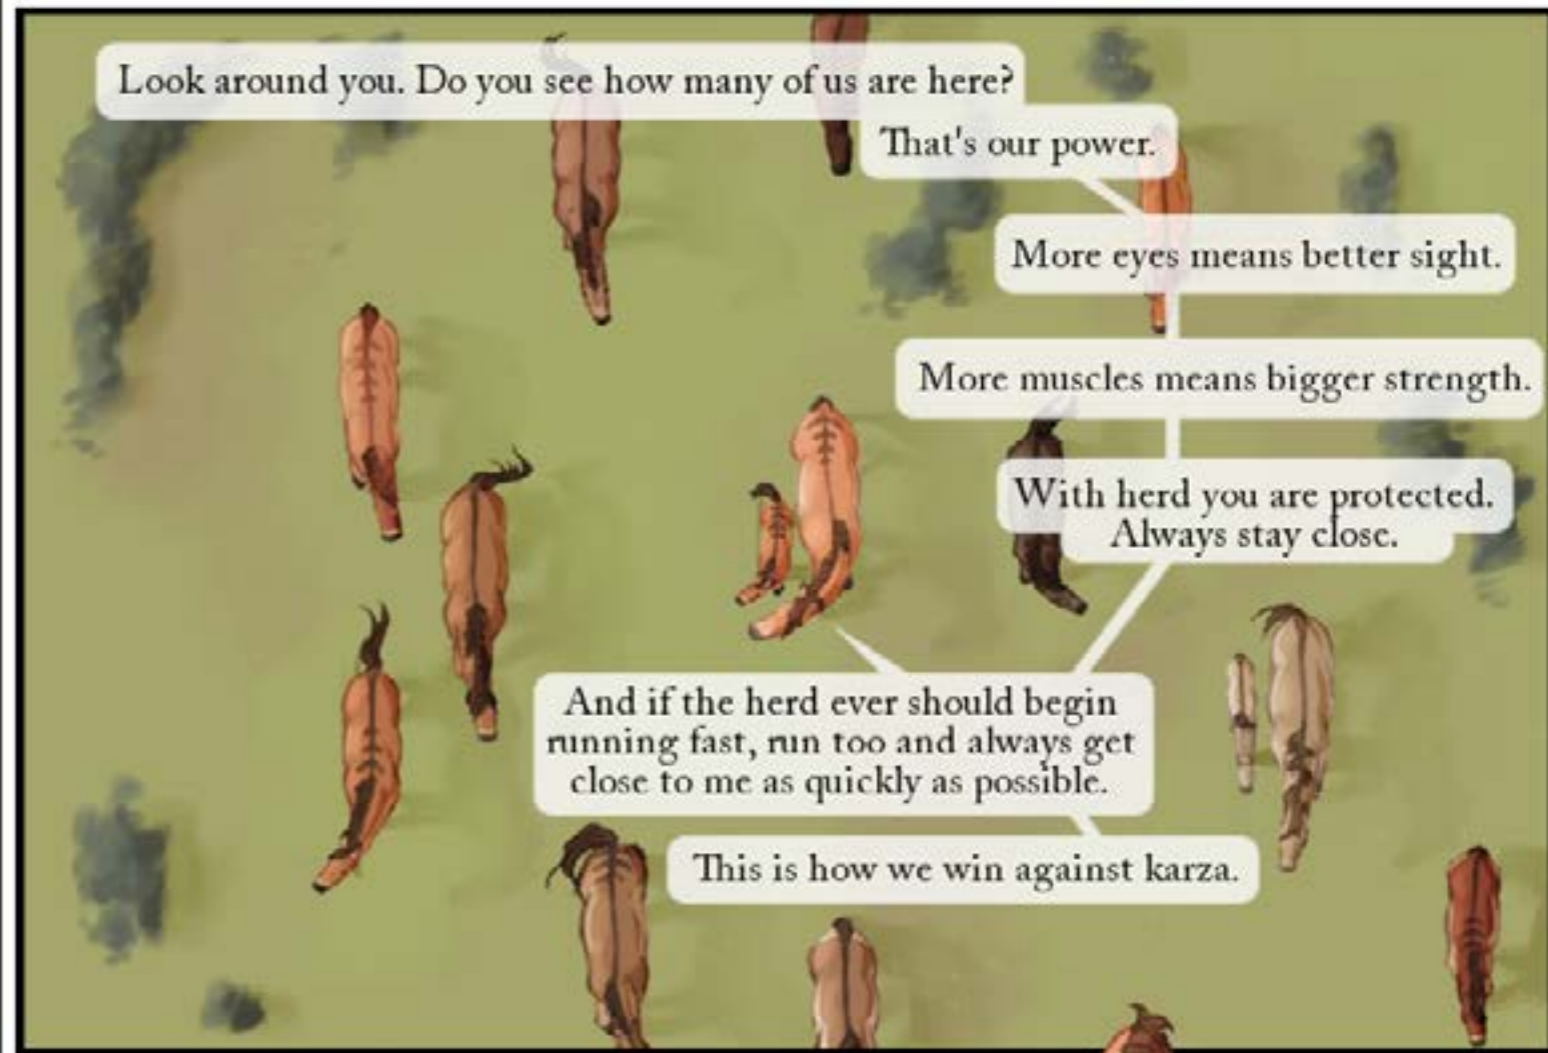 Look around you. Do you see how many of us are here?
That's our power.
More eyes means better sight.
More muscles means bigger strength.
With herd you are protected.
Always stay close.
And if the herd ever should begin
running fast, run too and always get
close to me as quickly as possible.
This is how we win against karza.